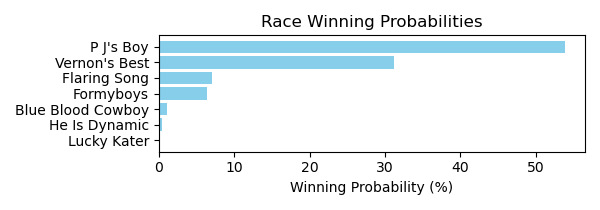 Race Winning Probabilities
P J's Boy
Vernon's Best
Flaring Song
Formyboys
Blue Blood Cowboy
He Is Dynamic
Lucky Kater
0 10 20 30 40 50
Winning Probability (%)